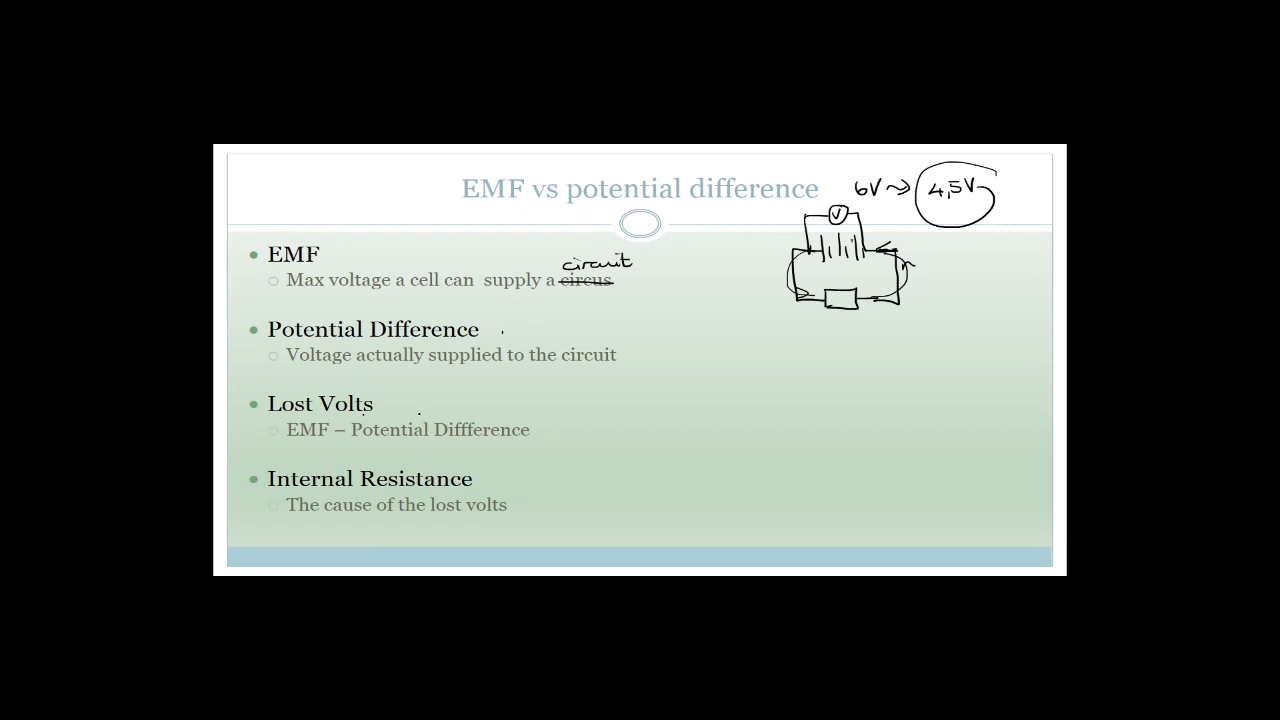 EMF vs potential difference
6V → 4,5V
V
EMF
circuit
Max voltage a cell can supply a circus
Potential Difference
Voltage actually supplied to the circuit
Lost Volts
EMF – Potential Diffference
Internal Resistance
The cause of the lost volts